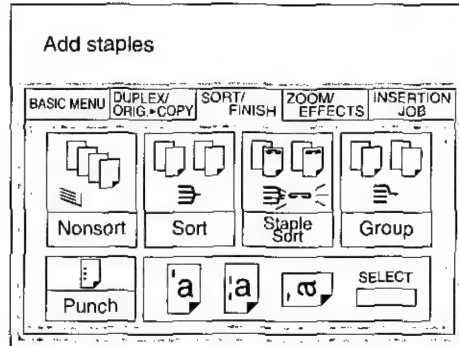 Add staples
BASIC MENU
DUPLEX/
ORIG.▸COPY
SORT/
FINISH
ZOOM/
EFFECTS
INSERTION
JOB
Nonsort
Sort
Staple
Sort
Group
Punch
a
a
a
SELECT